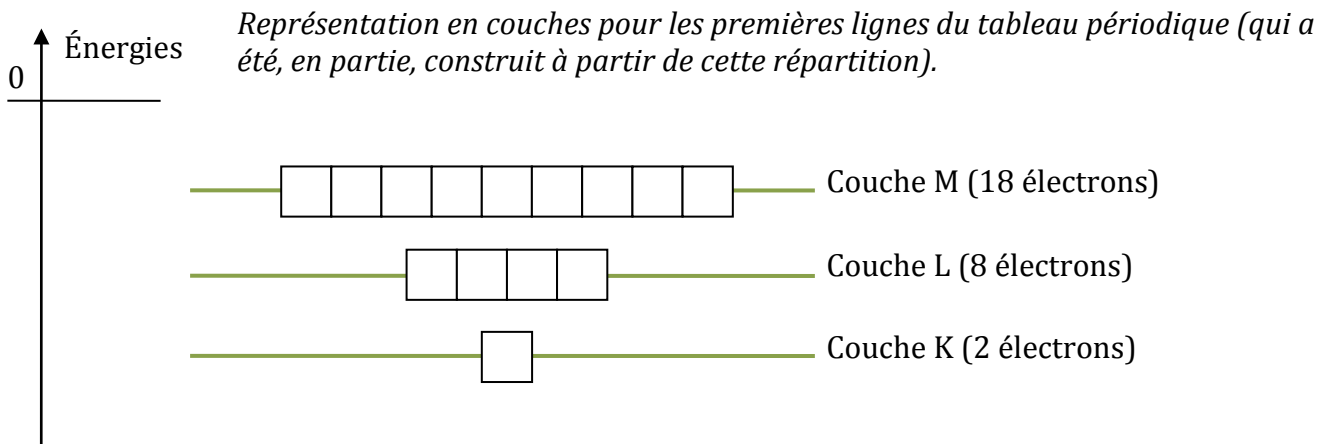 Représentation en couches pour les premières lignes du tableau périodique (qui a
été, en partie, construit à partir de cette répartition).
Énergies
0
Couche M (18 électrons)
Couche L (8 électrons)
Couche K (2 électrons)